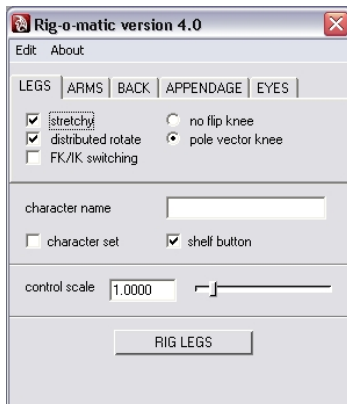 Rig-o-matic version 4.0
Edit About
LEGS ARMS BACK APPENDAGE EYES
stretchy no flip knee
distributed rotate pole vector knee
FK/IK switching
character name
character set shelf button
control scale 1.0000
RIG LEGS